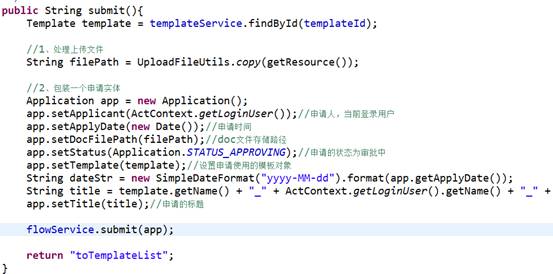 public String submit(){
Template template = templateService.findById(templateId);
//1、处理上传文件
String filePath = UploadFileUtils.copy(getResource());
//2、包装一个申请实体
Application app = new Application();
app.setApplicant(ActContext.getLoginUser());//申请人，当前登录用户
app.setApplyDate(new Date());//申请时间
app.setDocFilePath(filePath);//doc文件存储路径
app.setStatus(Application.STATUS_APPROVING);//申请的状态为审批中
app.setTemplate(template);//设置申请使用的模板对象
String dateStr = new SimpleDateFormat("yyyy-MM-dd").format(app.getApplyDate());
String title = template.getName() + "_" + ActContext.getLoginUser().getName() + "_" +
app.setTitle(title);//申请的标题
flowService.submit(app);
return "toTemplateList";
}